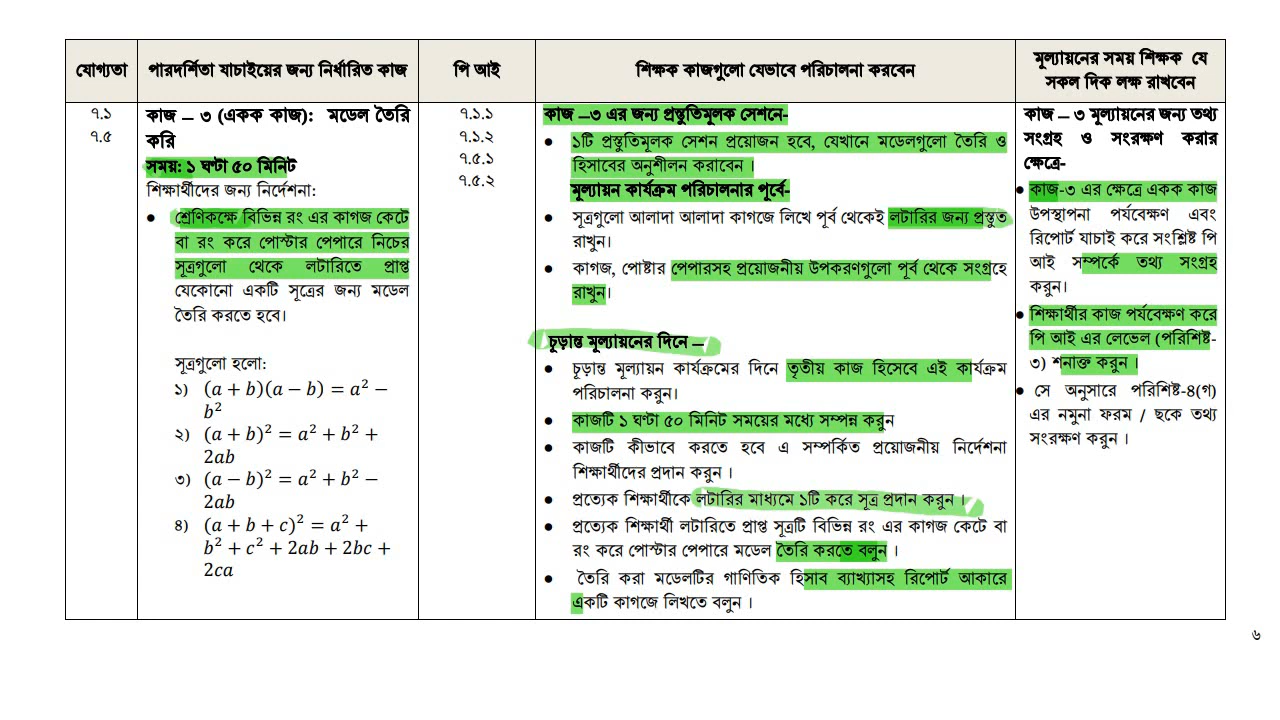 যোগ্যতা
পারদর্শিতা যাচাইয়ের জন্য নির্ধারিত কাজ
পি আই
শিক্ষক কাজগুলো যেভাবে পরিচালনা করবেন
মূল্যায়নের সময় শিক্ষক যে
সকল দিক লক্ষ রাখবেন
৭.১
৭.৫
কাজ – ৩ (একক কাজ): মডেল তৈরি
করি
সময়: ১ ঘণ্টা ৫০ মিনিট
শিক্ষার্থীদের জন্য নির্দেশনা:
● শ্রেণিকক্ষে বিভিন্ন রং এর কাগজ কেটে
বা রং করে পোস্টার পেপারে নিচের
সূত্রগুলো থেকে লটারিতে প্রাপ্ত
যেকোনো একটি সূত্রের জন্য মডেল
তৈরি করতে হবে।
সূত্রগুলো হলো:
১) (a + b)(a − b) = a² −
b²
২) (a + b)² = a² + b² +
2ab
৩) (a − b)² = a² + b² −
2ab
৪) (a + b + c)² = a² +
b² + c² + 2ab + 2bc +
2ca
৭.১.১
৭.১.২
৭.৫.১
৭.৫.২
কাজ –৩ এর জন্য প্রস্তুতিমূলক সেশনে-
● ১টি প্রস্তুতিমূলক সেশন প্রয়োজন হবে, যেখানে মডেলগুলো তৈরি ও
হিসাবের অনুশীলন করাবেন ।
মূল্যায়ন কার্যক্রম পরিচালনার পূর্বে-
● সূত্রগুলো আলাদা আলাদা কাগজে লিখে পূর্ব থেকেই লটারির জন্য প্রস্তুত
রাখুন।
● কাগজ, পোষ্টার পেপারসহ প্রয়োজনীয় উপকরণগুলো পূর্ব থেকে সংগ্রহে
রাখুন।
চূড়ান্ত মূল্যায়নের দিনে –
● চূড়ান্ত মূল্যায়ন কার্যক্রমের দিনে তৃতীয় কাজ হিসেবে এই কার্যক্রম
পরিচালনা করুন।
● কাজটি ১ ঘণ্টা ৫০ মিনিট সময়ের মধ্যে সম্পন্ন করুন
● কাজটি কীভাবে করতে হবে এ সম্পর্কিত প্রয়োজনীয় নির্দেশনা
শিক্ষার্থীদের প্রদান করুন ।
● প্রত্যেক শিক্ষার্থীকে লটারির মাধ্যমে ১টি করে সূত্র প্রদান করুন ।
● প্রত্যেক শিক্ষার্থী লটারিতে প্রাপ্ত সূত্রটি বিভিন্ন রং এর কাগজ কেটে বা
রং করে পোস্টার পেপারে মডেল তৈরি করতে বলুন ।
● তৈরি করা মডেলটির গাণিতিক হিসাব ব্যাখ্যাসহ রিপোর্ট আকারে
একটি কাগজে লিখতে বলুন ।
কাজ – ৩ মূল্যায়নের জন্য তথ্য
সংগ্রহ ও সংরক্ষণ করার
ক্ষেত্রে-
● কাজ-৩ এর ক্ষেত্রে একক কাজ
উপস্থাপনা পর্যবেক্ষণ এবং
রিপোর্ট যাচাই করে সংশ্লিষ্ট পি
আই সম্পর্কে তথ্য সংগ্রহ
করুন।
● শিক্ষার্থীর কাজ পর্যবেক্ষণ করে
পি আই এর লেভেল (পরিশিষ্ট-
৩) শনাক্ত করুন ।
● সে অনুসারে পরিশিষ্ট-৪(গ)
এর নমুনা ফরম / ছকে তথ্য
সংরক্ষণ করুন ।
৬